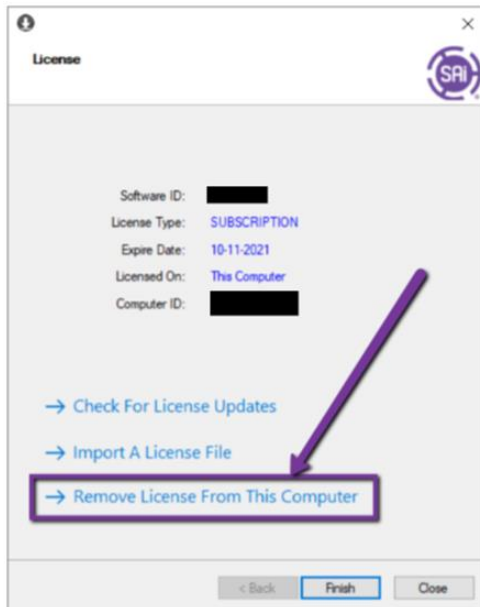 License
SAi
Software ID:
License Type: SUBSCRIPTION
Expire Date: 10-11-2021
Licensed On: This Computer
Computer ID:
→ Check For License Updates
→ Import A License File
→ Remove License From This Computer
< Back Finish Close